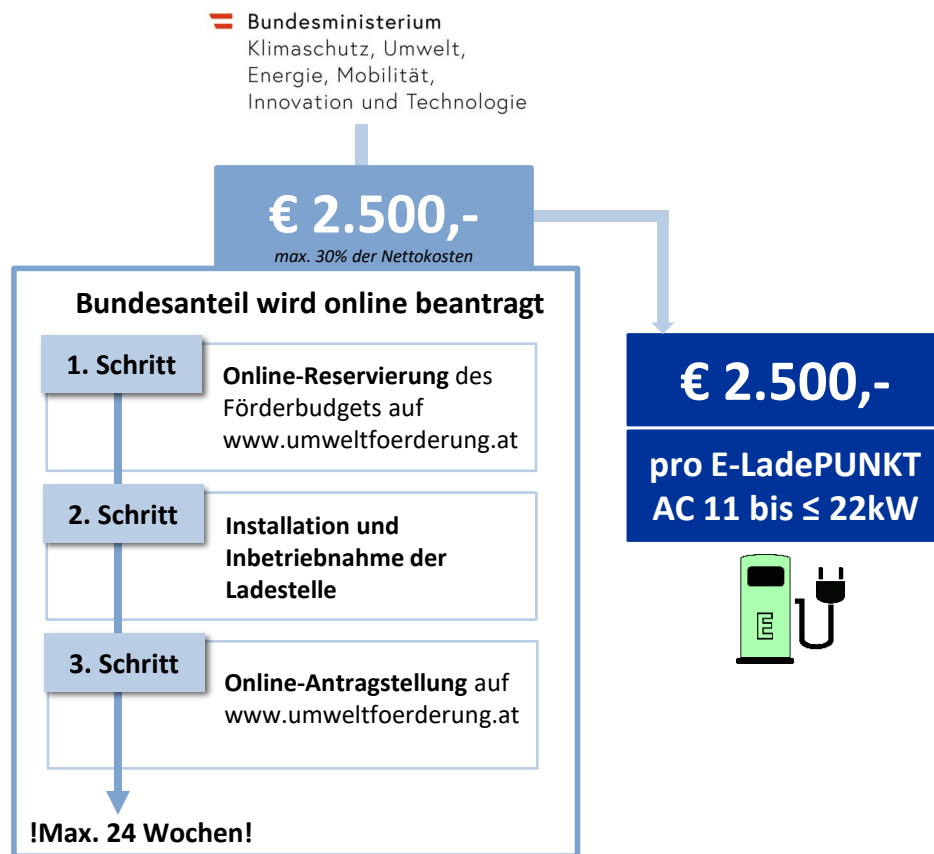 Bundesministerium
Klimaschutz, Umwelt,
Energie, Mobilität,
Innovation und Technologie
€ 2.500,-
max. 30% der Nettokosten
Bundesanteil wird online beantragt
1. Schritt
Online-Reservierung des
Förderbudgets auf
www.umweltfoerderung.at
2. Schritt
Installation und
Inbetriebnahme der
Ladestelle
3. Schritt
Online-Antragstellung auf
www.umweltfoerderung.at
!Max. 24 Wochen!
€ 2.500,-
pro E-LadePUNKT
AC 11 bis ≤ 22kW
E